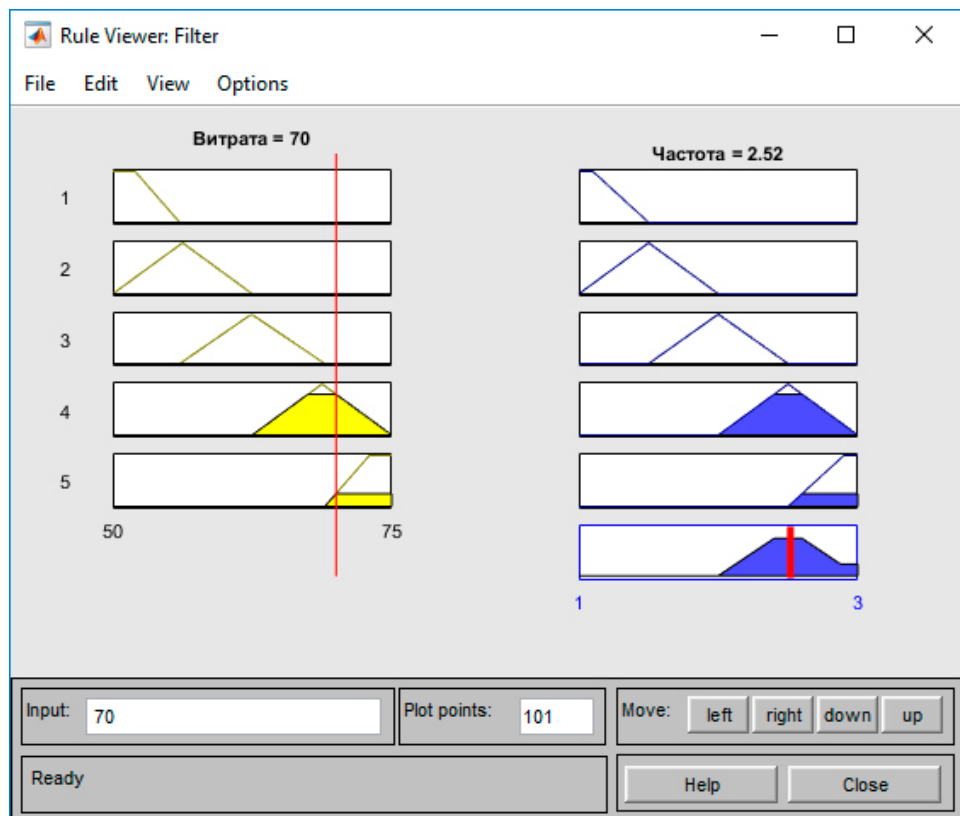 Rule Viewer: Filter
File Edit View Options
Витрата = 70
Частота = 2.52
1
2
3
4
5
50 75
1 3
Input: 70
Plot points: 101
Move: left right down up
Ready
Help Close